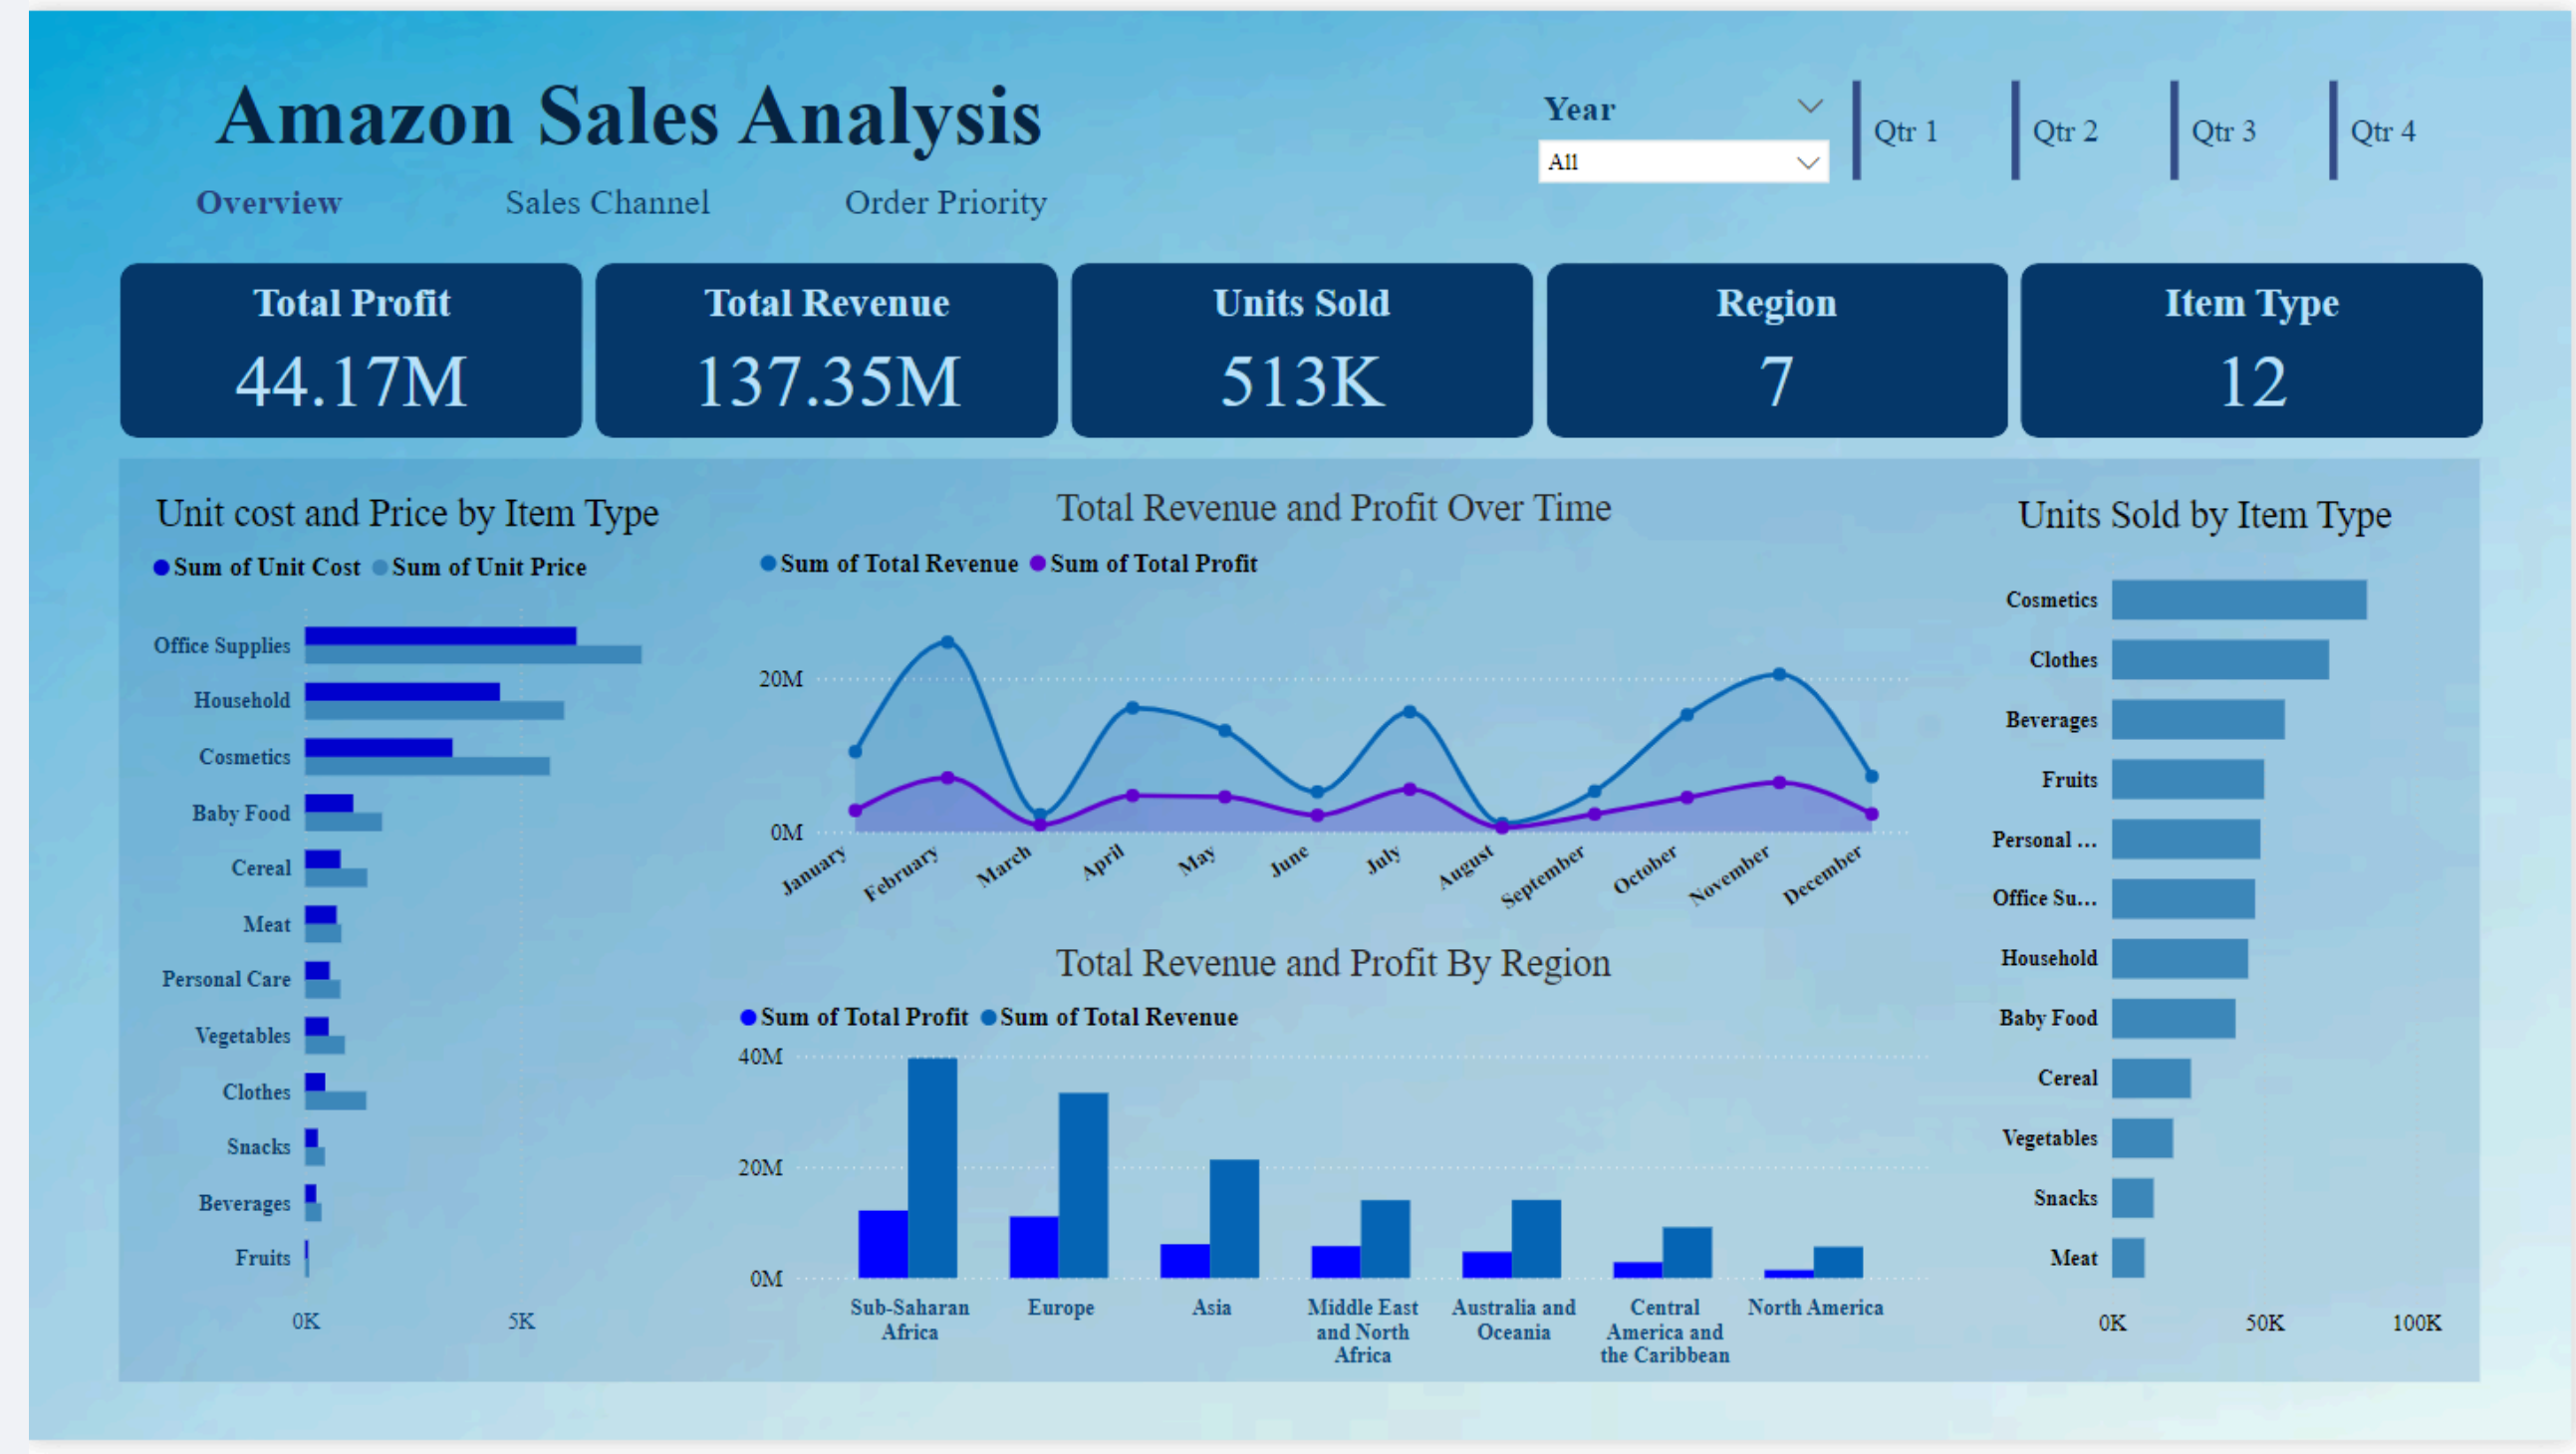 Amazon Sales Analysis
Overview
Sales Channel
Order Priority
Year
All
Qtr 1
Qtr 2
Qtr 3
Qtr 4
Total Profit
44.17M
Total Revenue
137.35M
Units Sold
513K
Region
7
Item Type
12
Unit cost and Price by Item Type
Sum of Unit Cost
Sum of Unit Price
Office Supplies
Household
Cosmetics
Baby Food
Cereal
Meat
Personal Care
Vegetables
Clothes
Snacks
Beverages
Fruits
0K
5K
Total Revenue and Profit Over Time
Sum of Total Revenue
Sum of Total Profit
20M
0M
January
February
March
April
May
June
July
August
September
October
November
December
Total Revenue and Profit By Region
Sum of Total Profit
Sum of Total Revenue
40M
20M
0M
Sub-Saharan
Africa
Europe
Asia
Middle East
and North
Africa
Australia and
Oceania
Central
America and
the Caribbean
North America
Units Sold by Item Type
Cosmetics
Clothes
Beverages
Fruits
Personal ...
Office Su...
Household
Baby Food
Cereal
Vegetables
Snacks
Meat
0K
50K
100K